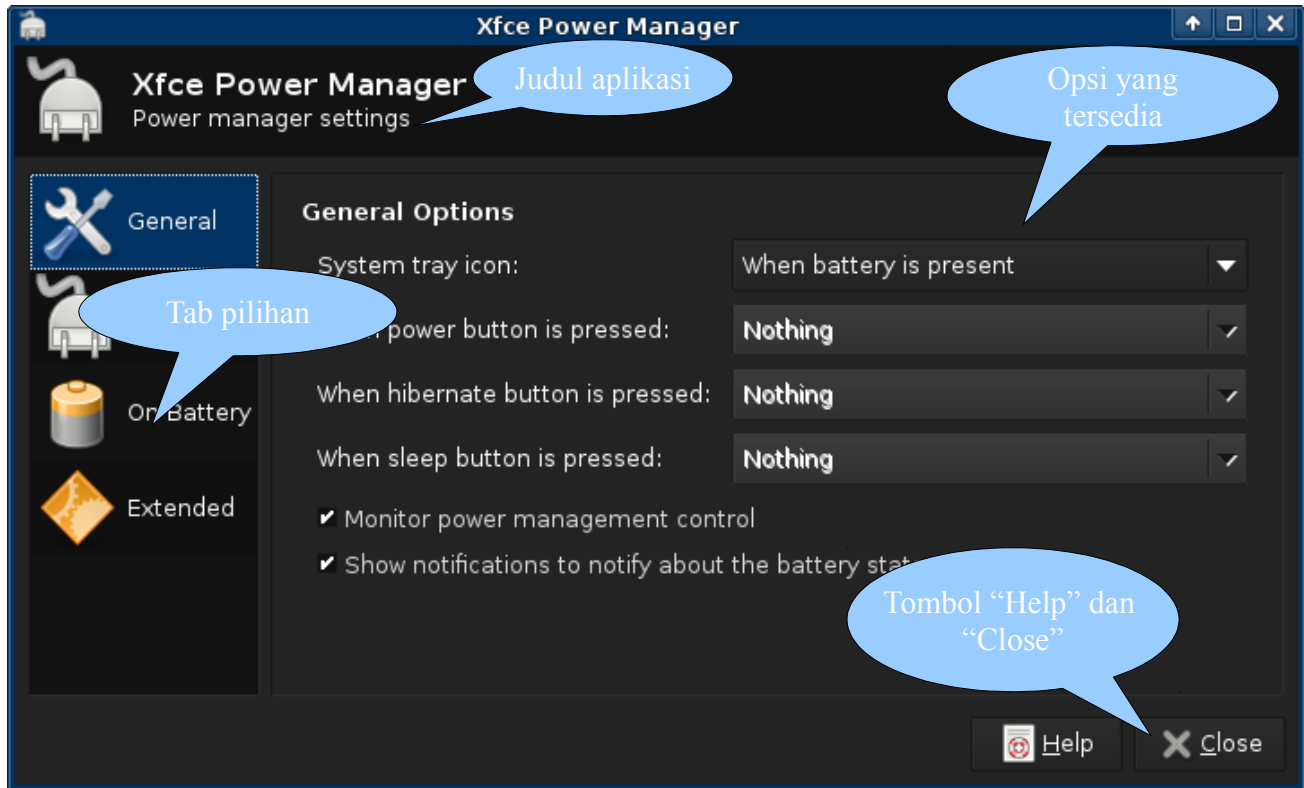 Xfce Power Manager
Xfce Power Manager
Power manager settings
Judul aplikasi
Opsi yang
tersedia
General
Tab pilihan
On Battery
Extended
General Options
System tray icon: When battery is present
power button is pressed: Nothing
When hibernate button is pressed: Nothing
When sleep button is pressed: Nothing
Monitor power management control
Show notifications to notify about the battery
Tombol “Help” dan
“Close”
Help Close